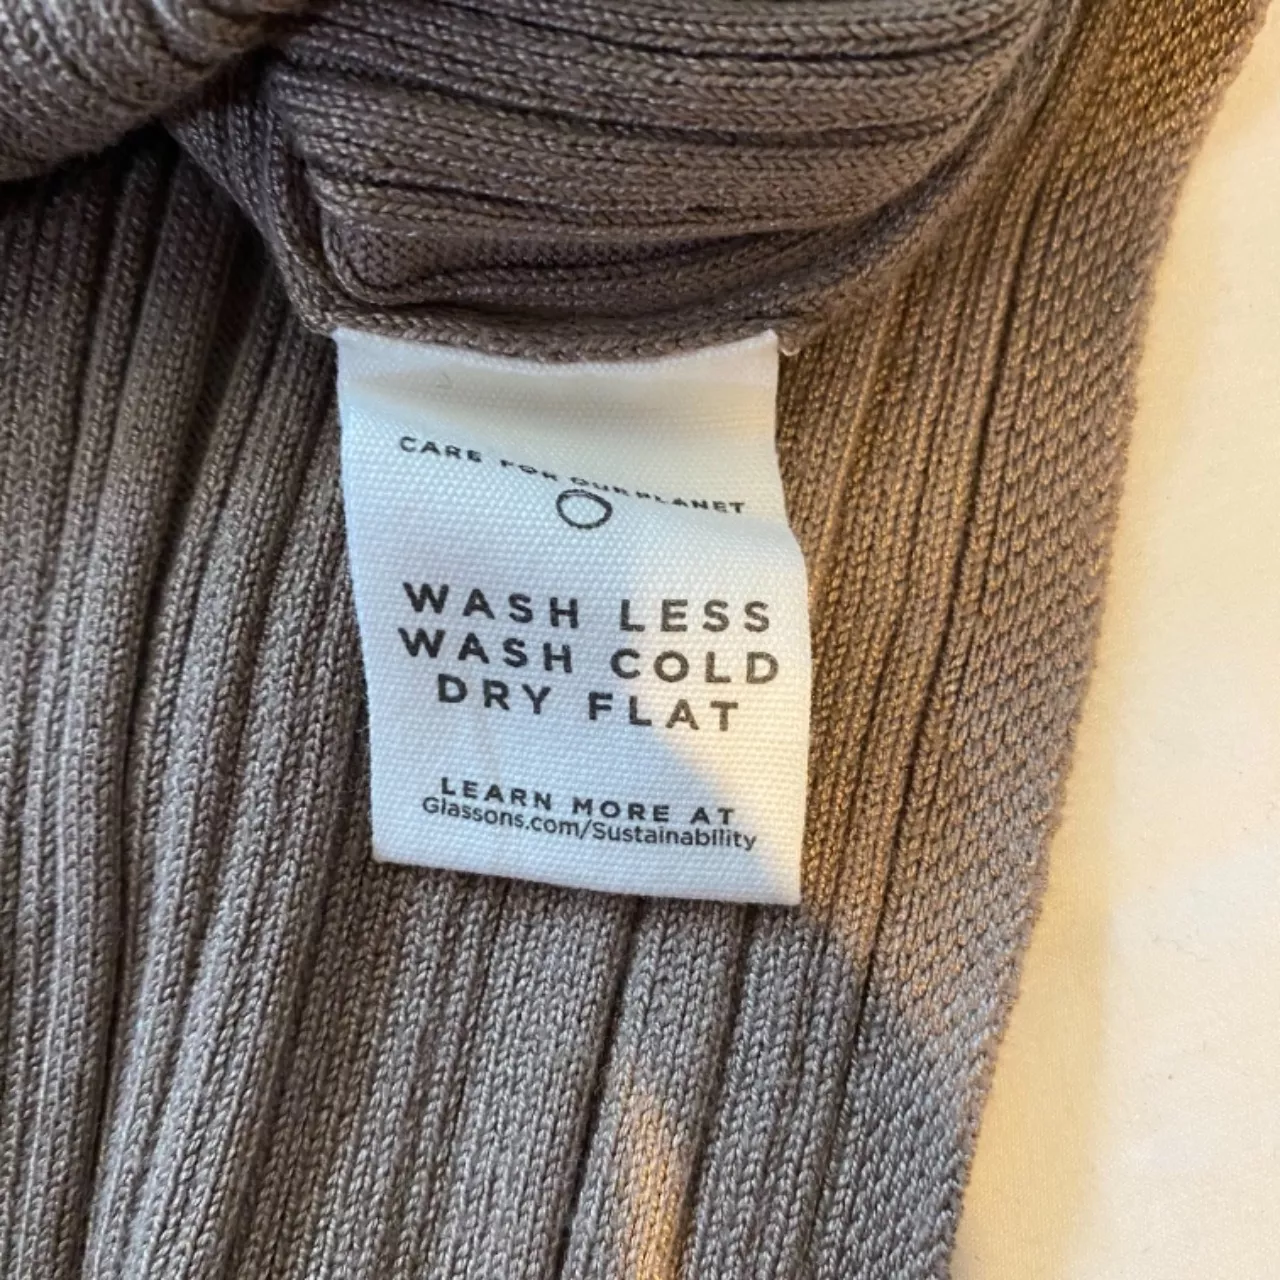 CARE FOR OUR PLANET
WASH LESS
WASH COLD
DRY FLAT
LEARN MORE AT
Glassons.com/Sustainability